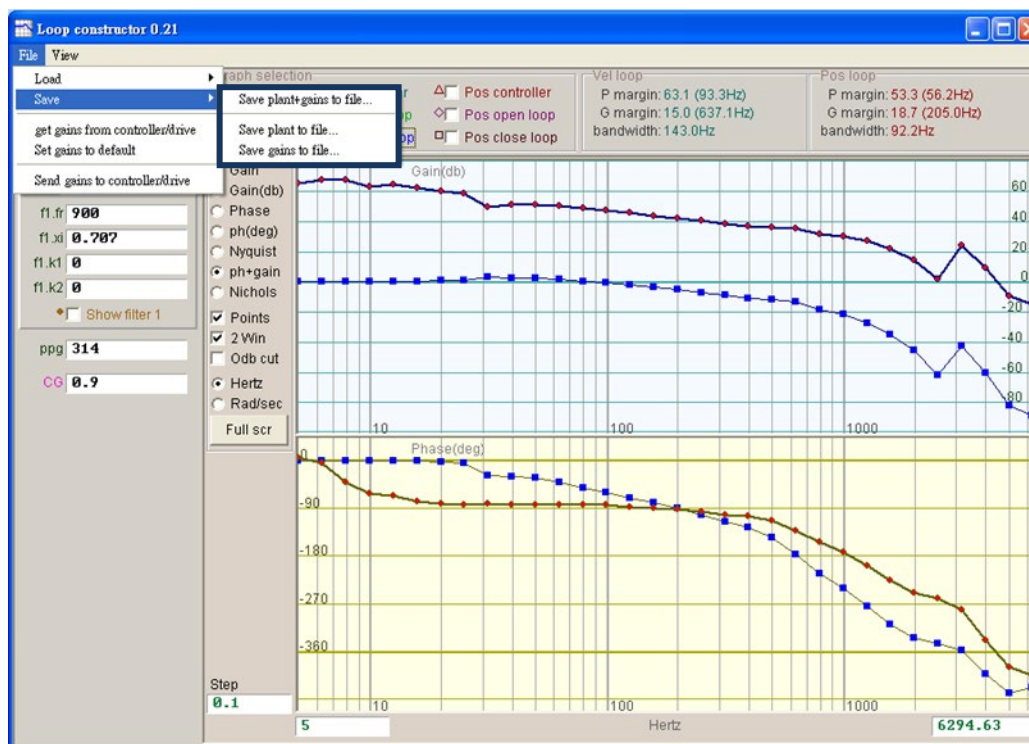 Loop constructor 0.21
File View
Load
Save
get gains from controller/drive
Set gains to default
Send gains to controller/drive
Save plant+gains to file...
Save plant to file...
Save gains to file...
Pos controller
Pos open loop
Pos close loop
Vel loop
P margin: 63.1 (93.3Hz)
G margin: 15.0 (637.1Hz)
bandwidth: 143.0Hz
Pos loop
P margin: 53.3 (56.2Hz)
G margin: 18.7 (205.0Hz)
bandwidth: 92.2Hz
f1.fr 900
f1.xi 0.707
f1.k1 0
f1.k2 0
Show filter 1
ppg 314
CG 0.9
Gain
Gain(db)
Phase
ph(deg)
Nyquist
ph+gain
Nichols
Points
2 Win
Odb cut
Hertz
Rad/sec
Full scr
Step
0.1
Gain(db)
60
40
20
0
-20
-40
-60
-80
10 100 1000
Phase(deg)
0
-90
-180
-270
-360
10 100 1000
5 Hertz 6294.63